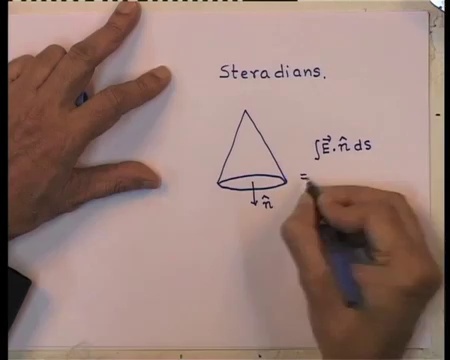 Steradians.
∫E⃗ . n̂ ds
=
n̂